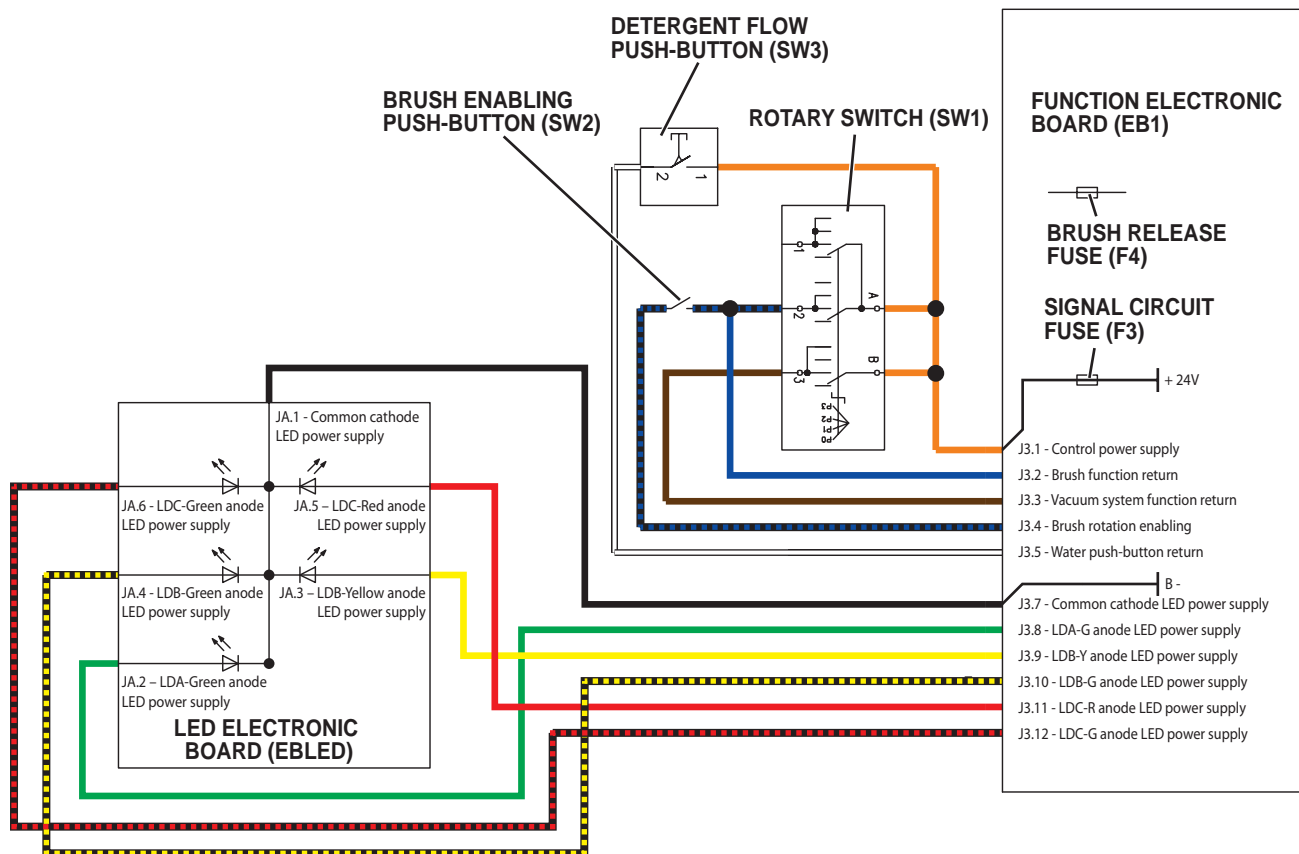 DETERGENT FLOW
PUSH-BUTTON (SW3)
BRUSH ENABLING
PUSH-BUTTON (SW2)
ROTARY SWITCH (SW1)
FUNCTION ELECTRONIC
BOARD (EB1)
2 1
BRUSH RELEASE
FUSE (F4)
1
A
2
SIGNAL CIRCUIT
FUSE (F3)
B
3
+ 24V
P3
P2
P1
P0
JA.1 - Common cathode
LED power supply
J3.1 - Control power supply
J3.2 - Brush function return
J3.3 - Vacuum system function return
J3.4 - Brush rotation enabling
J3.5 - Water push-button return
JA.6 - LDC-Green anode
LED power supply
JA.5 – LDC-Red anode
LED power supply
B -
JA.4 - LDB-Green anode
LED power supply
JA.3 – LDB-Yellow anode
LED power supply
J3.7 - Common cathode LED power supply
J3.8 - LDA-G anode LED power supply
J3.9 - LDB-Y anode LED power supply
J3.10 - LDB-G anode LED power supply
J3.11 - LDC-R anode LED power supply
J3.12 - LDC-G anode LED power supply
JA.2 – LDA-Green anode
LED power supply
LED ELECTRONIC
BOARD (EBLED)